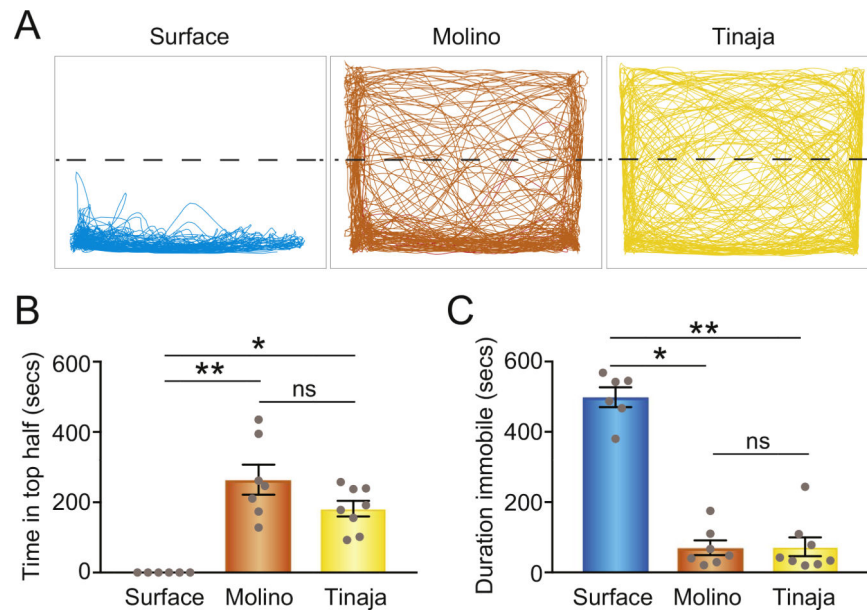 A
Surface Molino Tinaja
B
Time in top half (secs)
600
400
200
0
*
**
ns
Surface Molino Tinaja
C
Duration immobile (secs)
600
400
200
0
**
*
ns
Surface Molino Tinaja